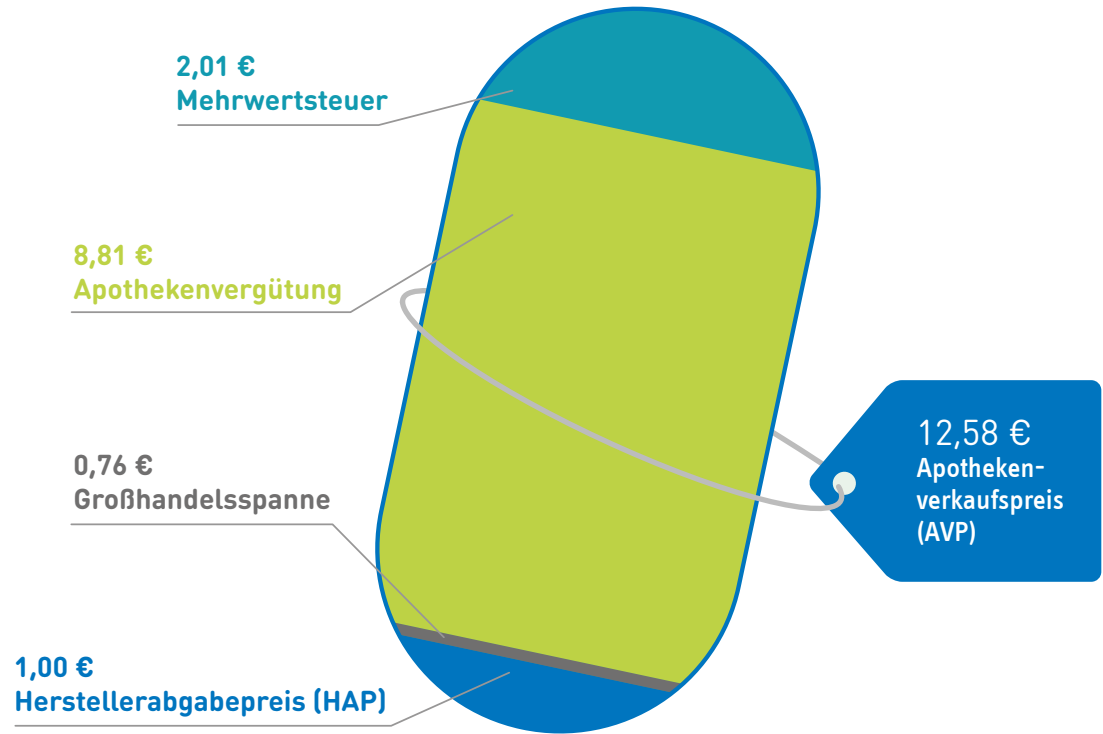 2,01 €
Mehrwertsteuer
8,81 €
Apothekenvergütung
0,76 €
Großhandelsspanne
1,00 €
Herstellerabgabepreis (HAP)
12,58 €
Apotheken-
verkaufspreis
(AVP)